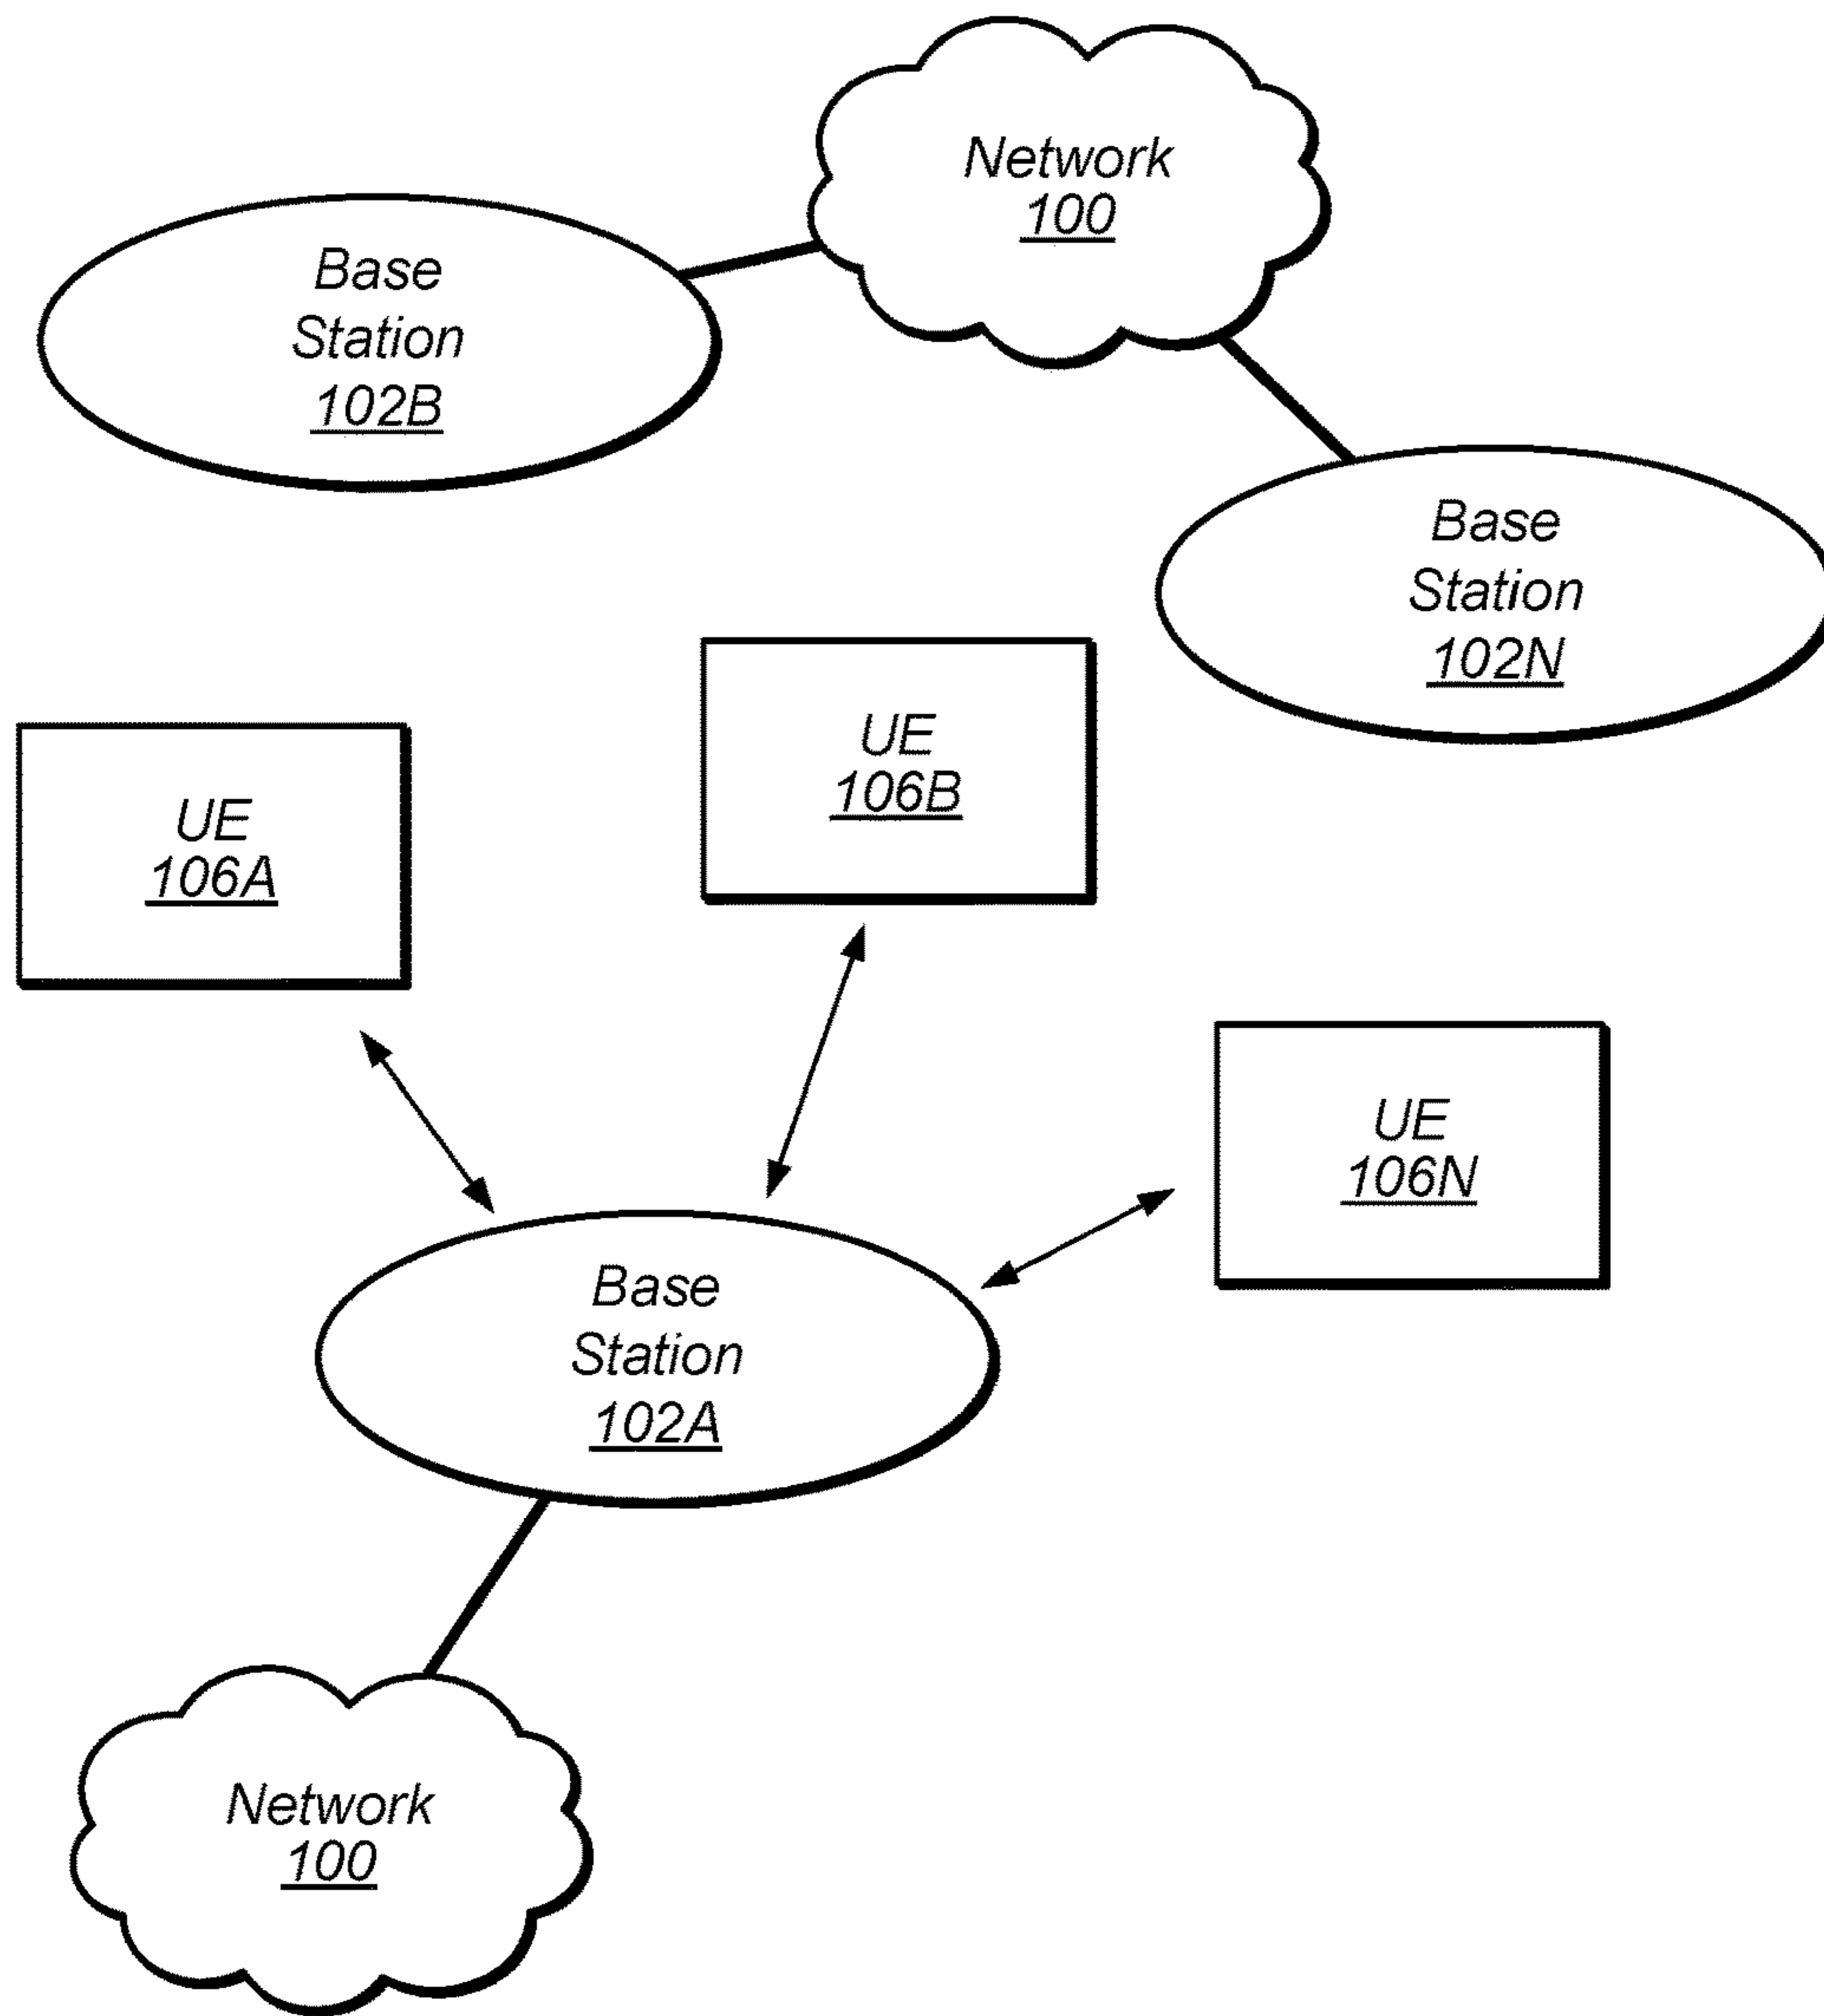 Network
100
Base
Station
102B
Base
Station
102N
UE
106B
UE
106A
UE
106N
Base
Station
102A
Network
100